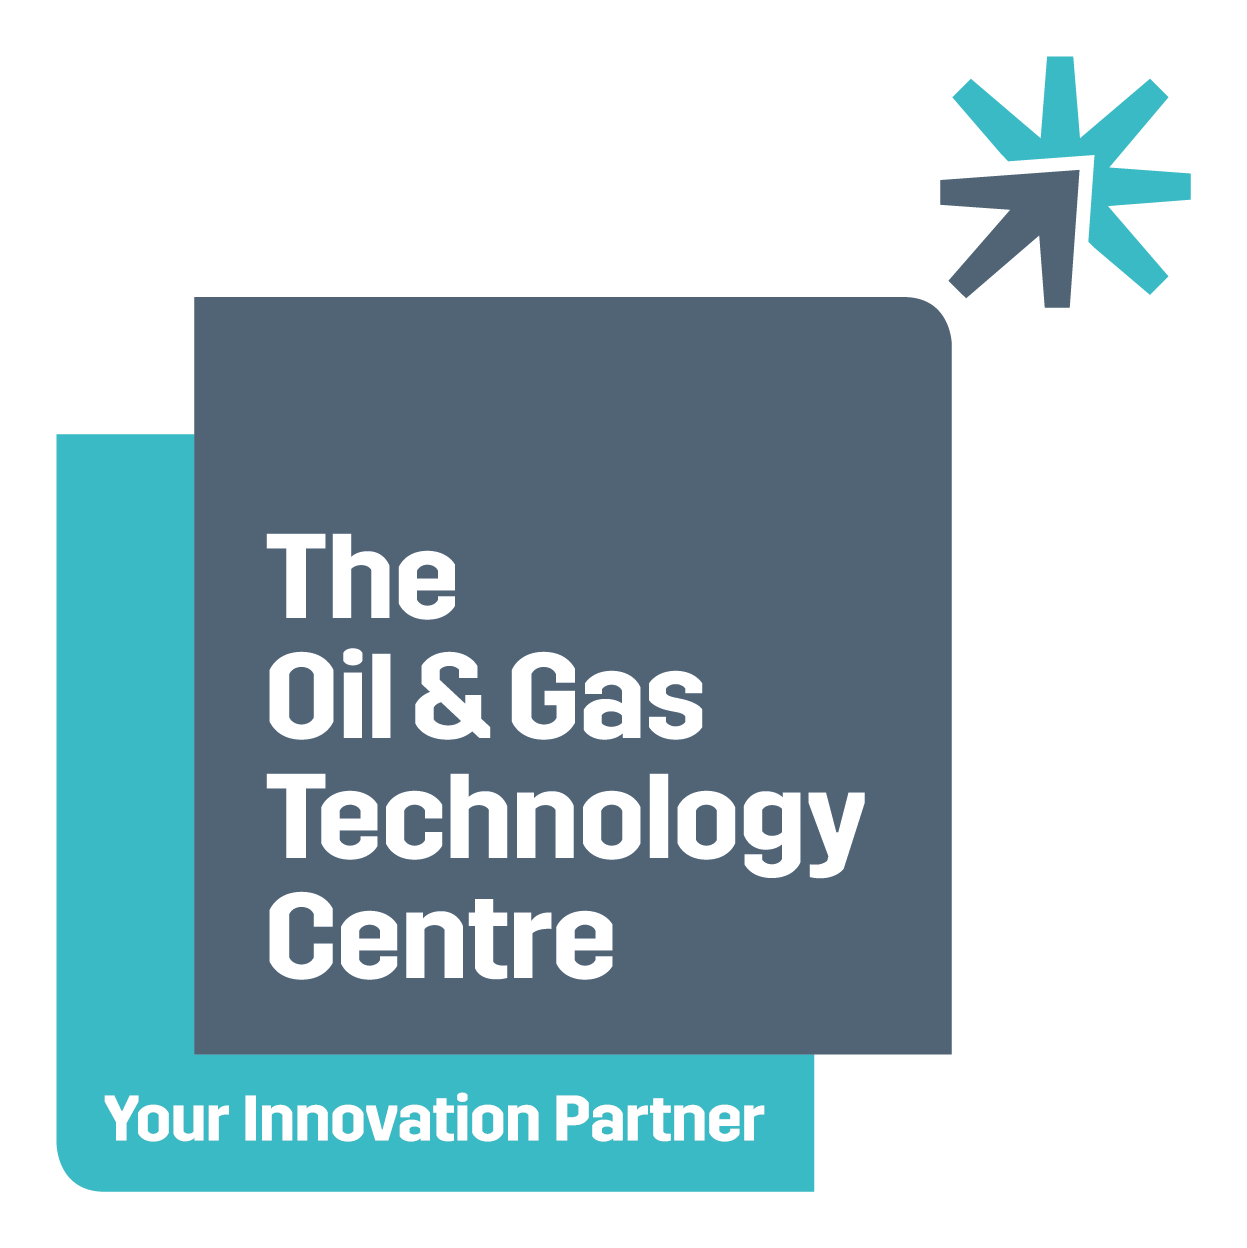 The
Oil & Gas
Technology
Centre
Your Innovation Partner